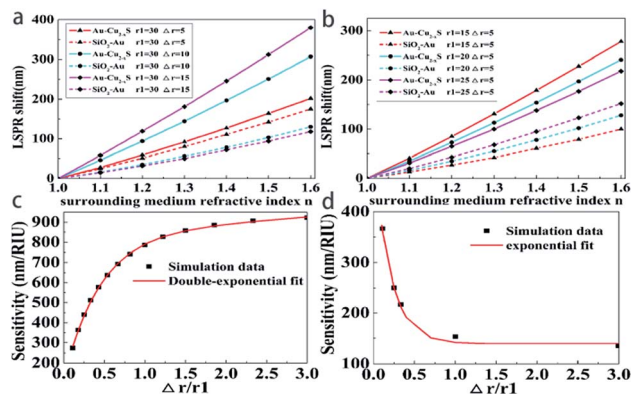 a
Au-Cu2-xS r1=30 △r=5
SiO2-Au r1=30 △r=5
Au-Cu2-xS r1=30 △r=10
SiO2-Au r1=30 △r=10
Au-Cu2-xS r1=30 △r=15
SiO2-Au r1=30 △r=15
LSPR shift(nm)
400
300
200
100
0
1.0 1.1 1.2 1.3 1.4 1.5 1.6
surrounding medium refractive index n
b
Au-Cu2-xS r1=15 △r=5
SiO2-Au r1=15 △r=5
Au-Cu2-xS r1=20 △r=5
SiO2-Au r1=20 △r=5
Au-Cu2-xS r1=25 △r=5
SiO2-Au r1=25 △r=5
LSPR shift (nm)
300
200
100
0
1.0 1.1 1.2 1.3 1.4 1.5 1.6
surrounding medium refractive index n
c
Simulation data
Double-exponential fit
Sensitivity (nm/RIU)
900
800
700
600
500
400
300
200
0.0 0.5 1.0 1.5 2.0 2.5 3.0
△ r/r1
d
Simulation data
exponential fit
Sensitivity (nm/RIU)
400
350
300
250
200
150
100
0.0 0.5 1.0 1.5 2.0 2.5 3.0
△ r/r1